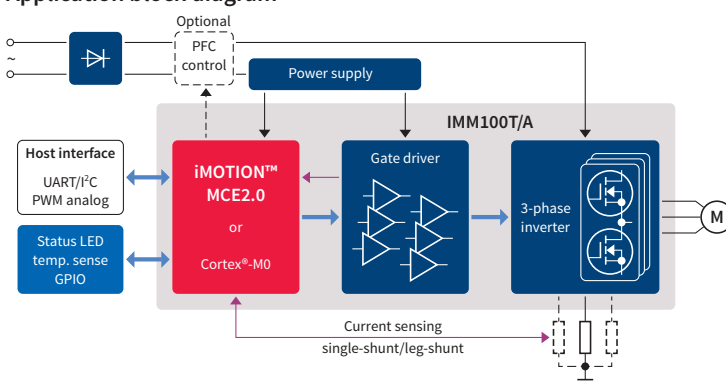 Application block diagram
Optional
PFC
control
~
Power supply
IMM100T/A
Host interface
UART/I²C
PWM analog
iMOTION™
MCE2.0
or
Cortex®-M0
Gate driver
3-phase
inverter
M
Status LED
temp. sense
GPIO
Current sensing
single-shunt/leg-shunt